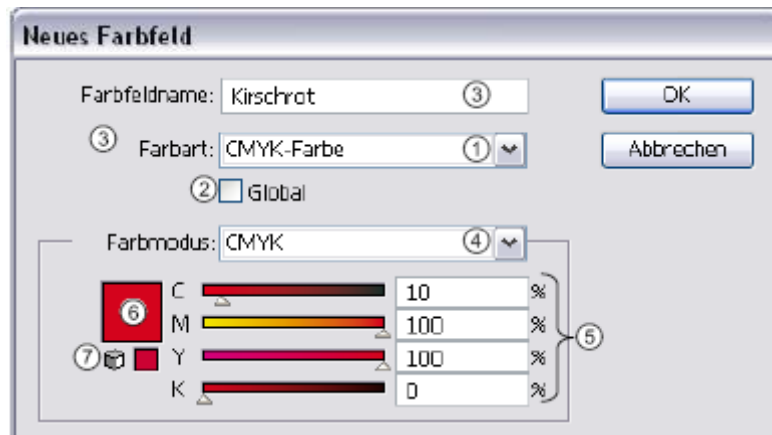 Neues Farbfeld
Farbfeldname: Kirschrot ③ OK
③ Farbart: CMYK-Farbe ① Abbrechen
② Global
Farbmodus: CMYK ④
C 10 %
⑥ M 100 % ⑤
⑦ Y 100 %
K 0 %